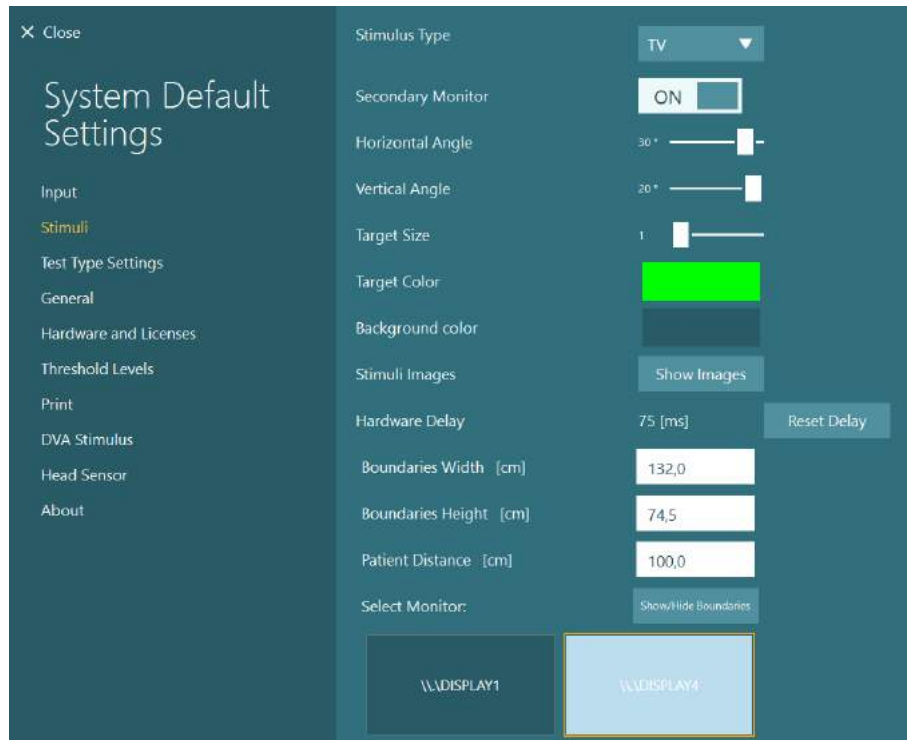 Close
System Default
Settings
Input
Stimuli
Test Type Settings
General
Hardware and Licenses
Threshold Levels
Print
DVA Stimulus
Head Sensor
About
Stimulus Type TV
Secondary Monitor ON
Horizontal Angle 30°
Vertical Angle 20°
Target Size 1
Target Color
Background color
Stimuli Images Show Images
Hardware Delay 75 [ms] Reset Delay
Boundaries Width [cm] 132,0
Boundaries Height [cm] 74,5
Patient Distance [cm] 100,0
Select Monitor: Show/Hide Boundaries
\\.\DISPLAY1 \\.\DISPLAY4